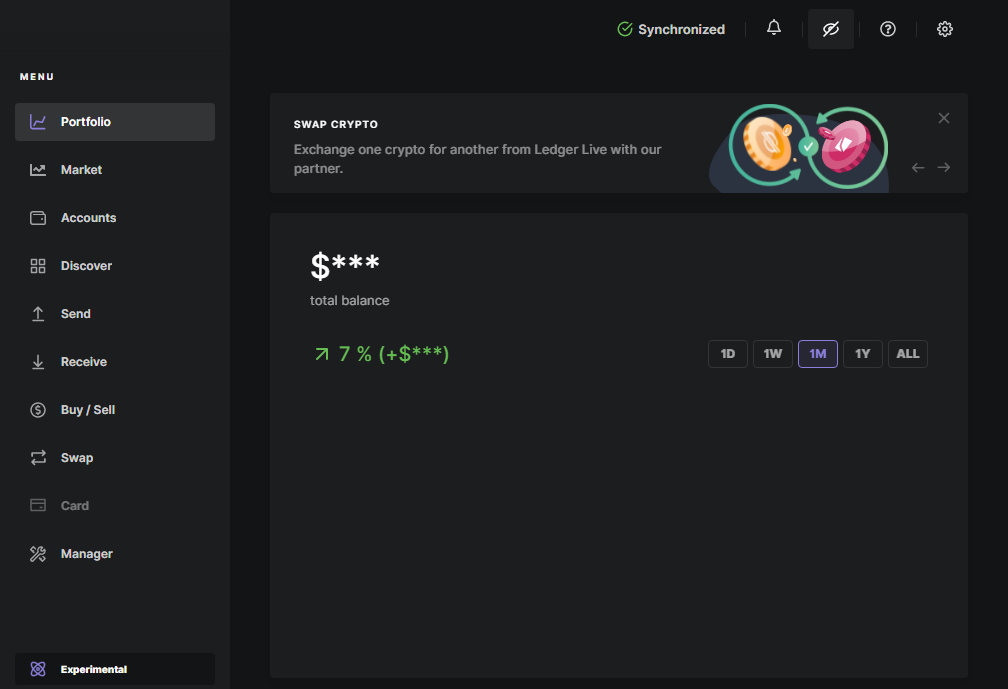 Synchronized
MENU
Portfolio
Market
Accounts
Discover
Send
Receive
Buy / Sell
Swap
Card
Manager
Experimental
SWAP CRYPTO
Exchange one crypto for another from Ledger Live with our
partner.
$***
total balance
7 % (+$***)
1D 1W 1M 1Y ALL